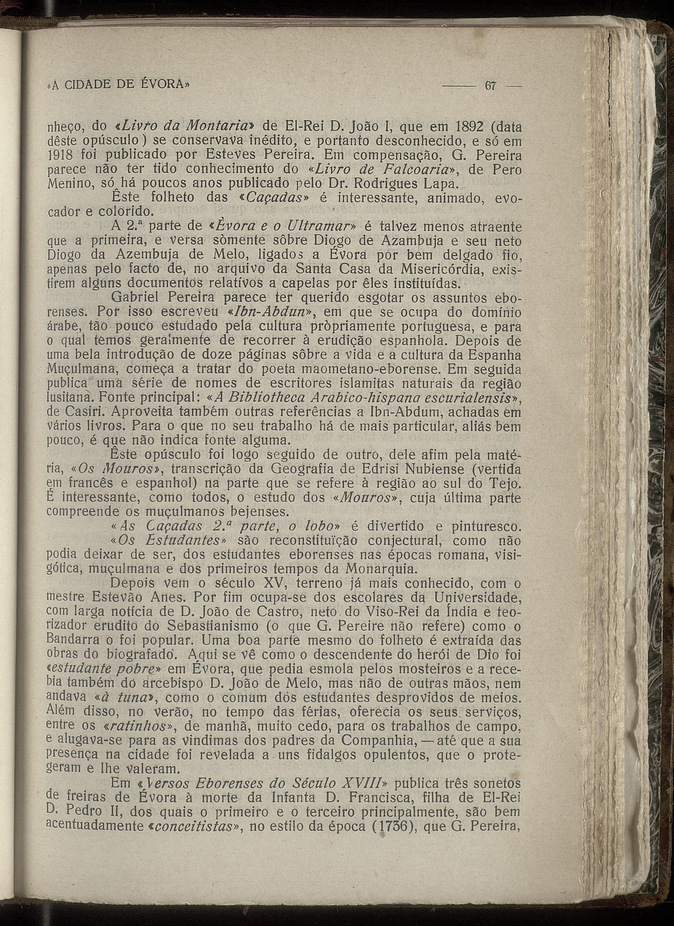 «A CIDADE DE ÉVORA» —— 67 —
nheço, do «Livro da Montaria» de El-Rei D. João I, que em 1892 (data
dêste opúsculo) se conservava inédito, e portanto desconhecido, e só em
1918 foi publicado por Esteves Pereira. Em compensação, G. Pereira
parece não ter tido conhecimento do «Livro de Falcoaria», de Pero
Menino, só há poucos anos publicado pelo Dr. Rodrigues Lapa.
Êste folheto das «Caçadas» é interessante, animado, evo-
cador e colorido.
A 2.ª parte de «Évora e o Ultramar» é talvez menos atraente
que a primeira, e versa sòmente sôbre Diogo de Azambuja e seu neto
Diogo da Azembuja de Melo, ligados a Évora por bem delgado fio,
apenas pelo facto de, no arquivo da Santa Casa da Misericórdia, exis-
tirem alguns documentos relativos a capelas por êles instituídas.
Gabriel Pereira parece ter querido esgotar os assuntos ebo-
renses. Por isso escreveu «Ibn-Abdun», em que se ocupa do domínio
árabe, tão pouco estudado pela cultura pròpriamente portuguesa, e para
o qual temos geralmente de recorrer à erudição espanhola. Depois de
uma bela introdução de doze páginas sôbre a vida e a cultura da Espanha
Muçulmana, começa a tratar do poeta maometano-eborense. Em seguida
publica uma série de nomes de escritores islamitas naturais da região
lusitana. Fonte principal: «A Bibliotheca Arabico-hispana escurialensis»,
de Casiri. Aproveita também outras referências a Ibn-Abdum, achadas em
vários livros. Para o que no seu trabalho há de mais particular, aliás bem
pouco, é que não indica fonte alguma.
Êste opúsculo foi logo seguido de outro, dele afim pela maté-
ria, «Os Mouros», transcrição da Geografia de Edrisi Nubiense (vertida
em francês e espanhol) na parte que se refere à região ao sul do Tejo.
É interessante, como todos, o estudo dos «Mouros», cuja última parte
compreende os muçulmanos bejenses.
«As Caçadas 2.ª parte, o lobo» é divertido e pinturesco.
«Os Estudantes» são reconstituïção conjectural, como não
podia deixar de ser, dos estudantes eborenses nas épocas romana, visi-
gótica, muçulmana e dos primeiros tempos da Monarquia.
Depois vem o século XV, terreno já mais conhecido, com o
mestre Estevão Anes. Por fim ocupa-se dos escolares da Universidade,
com larga notícia de D. João de Castro, neto do Viso-Rei da Índia e teo-
rizador erudito do Sebastianismo (o que G. Pereire não refere) como o
Bandarra o foi popular. Uma boa parte mesmo do folheto é extraída das
obras do biografado. Aqui se vê como o descendente do herói de Dio foi
«estudante pobre» em Évora, que pedia esmola pelos mosteiros e a rece-
bia também do arcebispo D. João de Melo, mas não de outras mãos, nem
andava «à tuna», como o comum dos estudantes desprovidos de meios.
Além disso, no verão, no tempo das férias, oferecia os seus serviços,
entre os «ratinhos», de manhã, muito cedo, para os trabalhos de campo,
e alugava-se para as vindimas dos padres da Companhia, — até que a sua
presença na cidade foi revelada a uns fidalgos opulentos, que o prote-
geram e lhe valeram.
Em «Versos Eborenses do Século XVIII» publica três sonetos
de freiras de Évora à morte da Infanta D. Francisca, filha de El-Rei
D. Pedro II, dos quais o primeiro e o terceiro principalmente, são bem
acentuadamente «conceitistas», no estilo da época (1736), que G. Pereira,